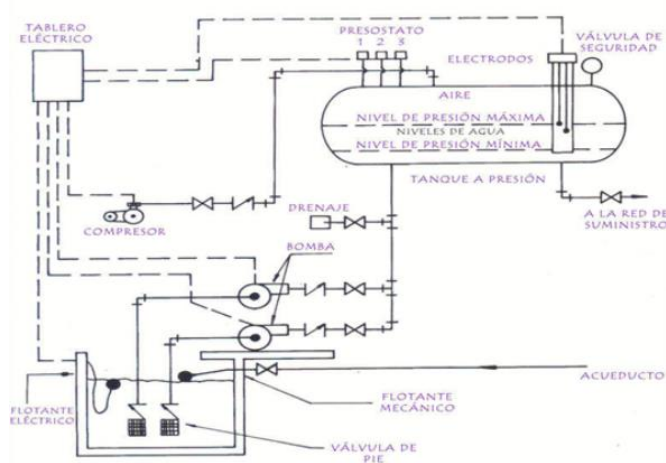 TABLERO
ELÉCTRICO
PRESOSTATO
1 2 3
ELECTRODOS
VÁLVULA DE
SEGURIDAD
AIRE
NIVEL DE PRESIÓN MÁXIMA
NIVELES DE AGUA
NIVEL DE PRESIÓN MÍNIMA
TANQUE A PRESIÓN
DRENAJE
A LA RED DE
SUMINISTRO
COMPRESOR
BOMBA
ACUEDUCTO
FLOTANTE
ELÉCTRICO
FLOTANTE
MECÁNICO
VÁLVULA DE
PIE